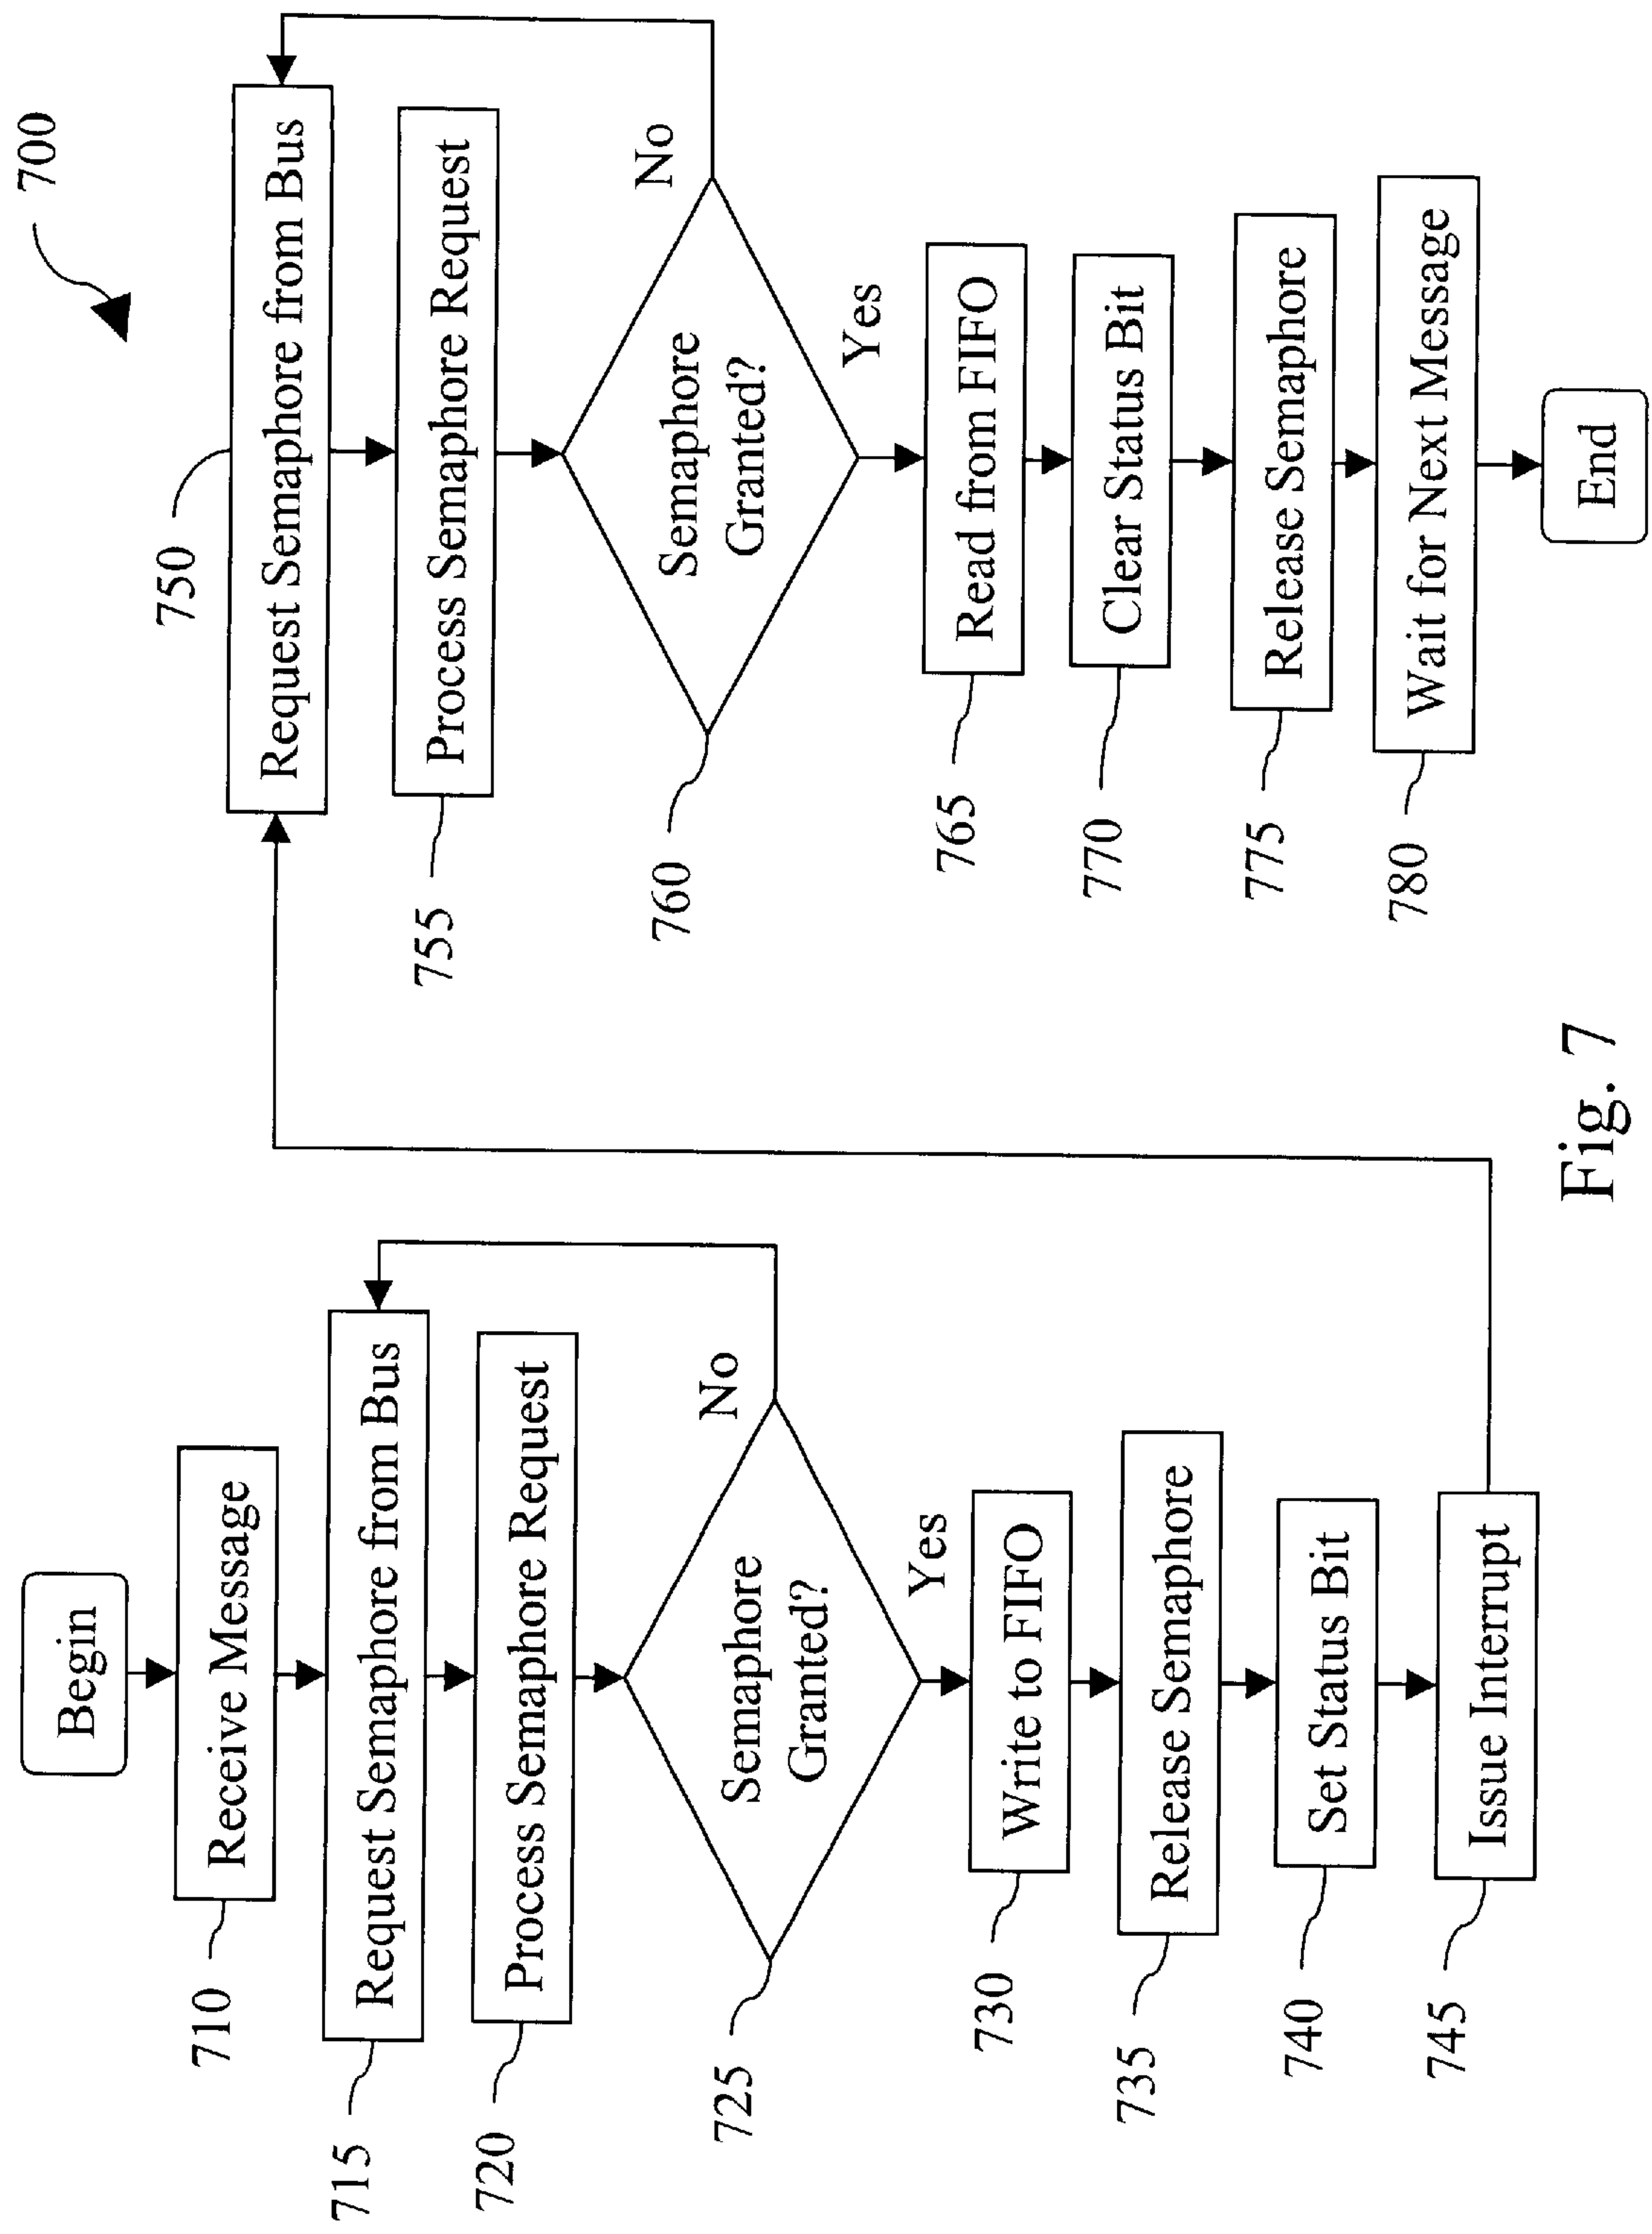 700
Begin
710
Receive Message
715
Request Semaphore from Bus
720
Process Semaphore Request
725
Semaphore
Granted?
No
Yes
730
Write to FIFO
735
Release Semaphore
740
Set Status Bit
745
Issue Interrupt
750
Request Semaphore from Bus
755
Process Semaphore Request
760
Semaphore
Granted?
No
Yes
765
Read from FIFO
770
Clear Status Bit
775
Release Semaphore
780
Wait for Next Message
End
Fig. 7